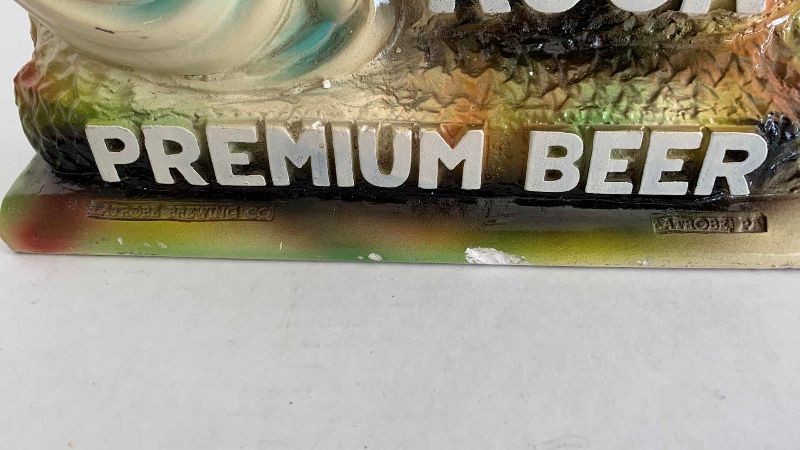 PREMIUM BEER
LATROBE BREWING CO.
LATROBE, PA